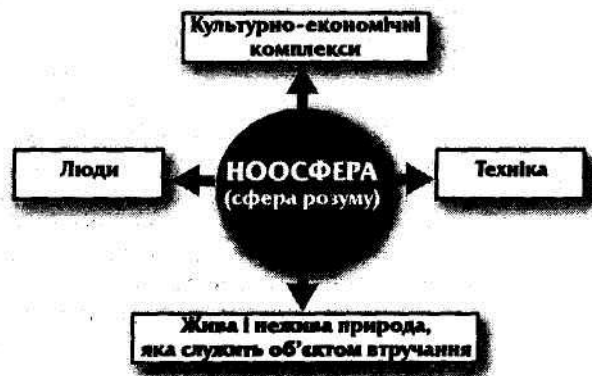 Культурно-економічні
комплекси
Люди
НООСФЕРА
(сфера розуму)
Техніка
Жива і нежива природа,
яка служить об'єктом втручання